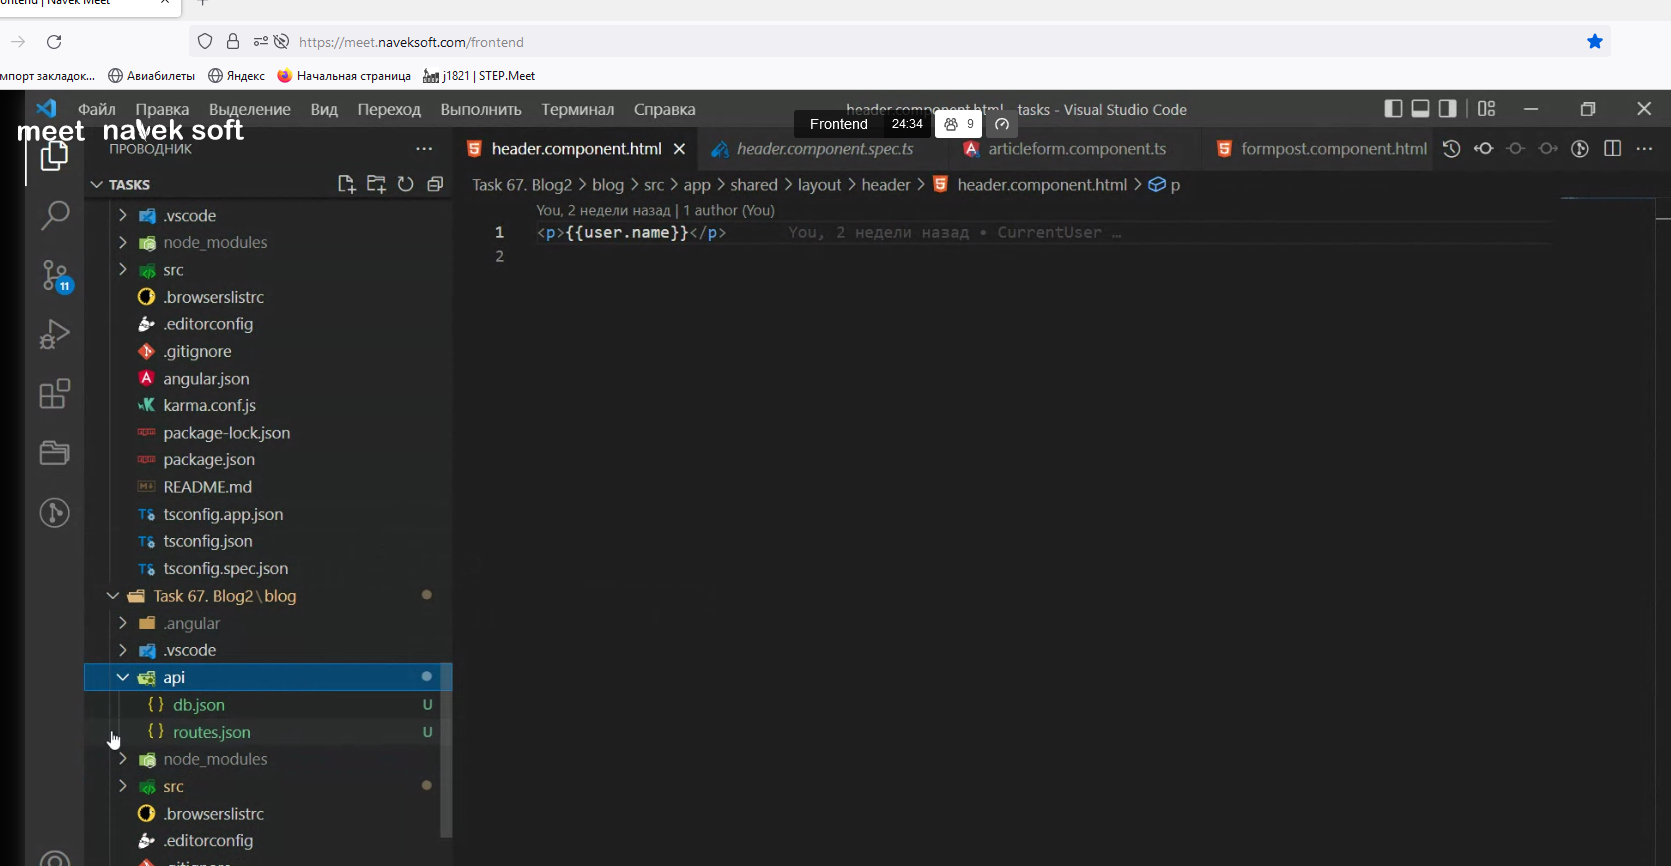 Navek Meet
https://meet.naveksoft.com/frontend
мпорт закладок... Авиабилеты Яндекс Начальная страница j1821 | STEP.Meet
Файл Правка Выделение Вид Переход Выполнить Терминал Справка
header.component.html - tasks - Visual Studio Code
meet navek soft
Frontend 24:34 9
ПРОВОДНИК
header.component.html header.component.spec.ts articleform.component.ts formpost.component.html
TASKS
Task 67. Blog2 > blog > src > app > shared > layout > header > header.component.html > p
You, 2 недели назад | 1 author (You)
1 <p>{{user.name}}</p> You, 2 недели назад • CurrentUser …
2
.vscode
node_modules
src
11
.browserslistrc
.editorconfig
.gitignore
angular.json
karma.conf.js
package-lock.json
package.json
README.md
tsconfig.app.json
tsconfig.json
tsconfig.spec.json
Task 67. Blog2\blog
.angular
.vscode
api
db.json U
routes.json U
node_modules
src
.browserslistrc
.editorconfig